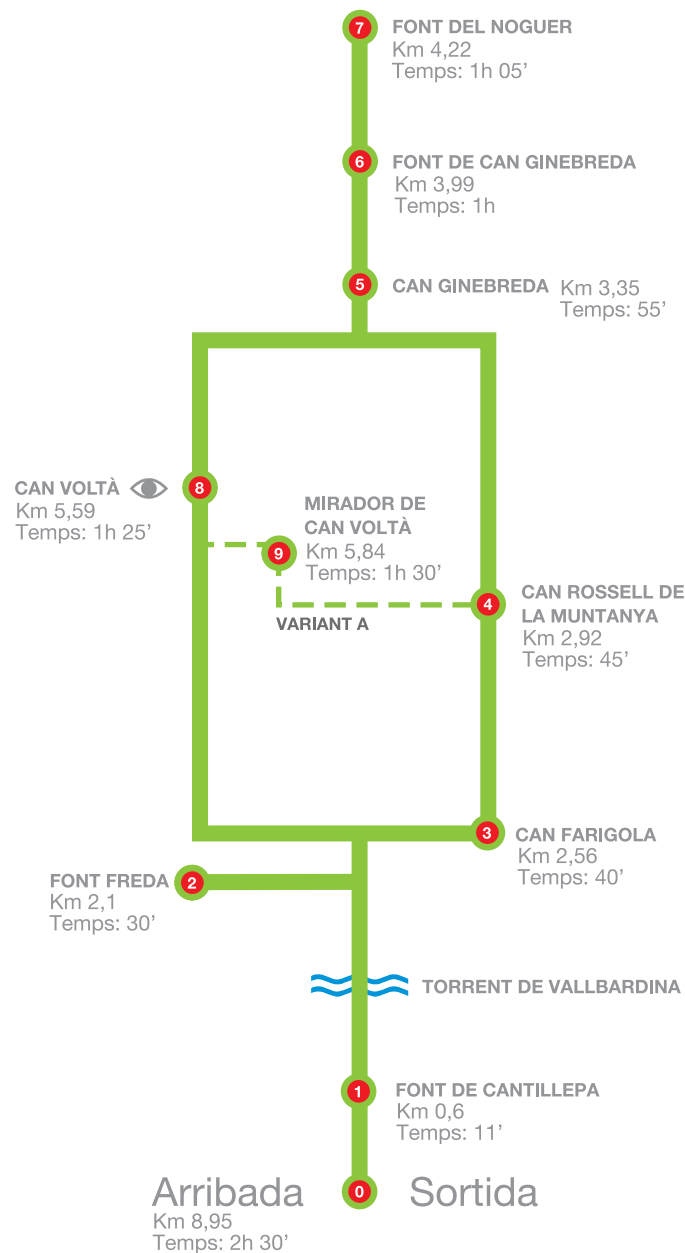 7
FONT DEL NOGUER
Km 4,22
Temps: 1h 05’
6
FONT DE CAN GINEBREDA
Km 3,99
Temps: 1h
5
CAN GINEBREDA
Km 3,35
Temps: 55’
CAN VOLTÀ
8
Km 5,59
Temps: 1h 25’
MIRADOR DE
CAN VOLTÀ
9
Km 5,84
Temps: 1h 30’
VARIANT A
4
CAN ROSSELL DE
LA MUNTANYA
Km 2,92
Temps: 45’
3
CAN FARIGOLA
Km 2,56
Temps: 40’
FONT FREDA
2
Km 2,1
Temps: 30’
TORRENT DE VALLBARDINA
1
FONT DE CANTILLEPA
Km 0,6
Temps: 11’
Arribada
0
Sortida
Km 8,95
Temps: 2h 30’